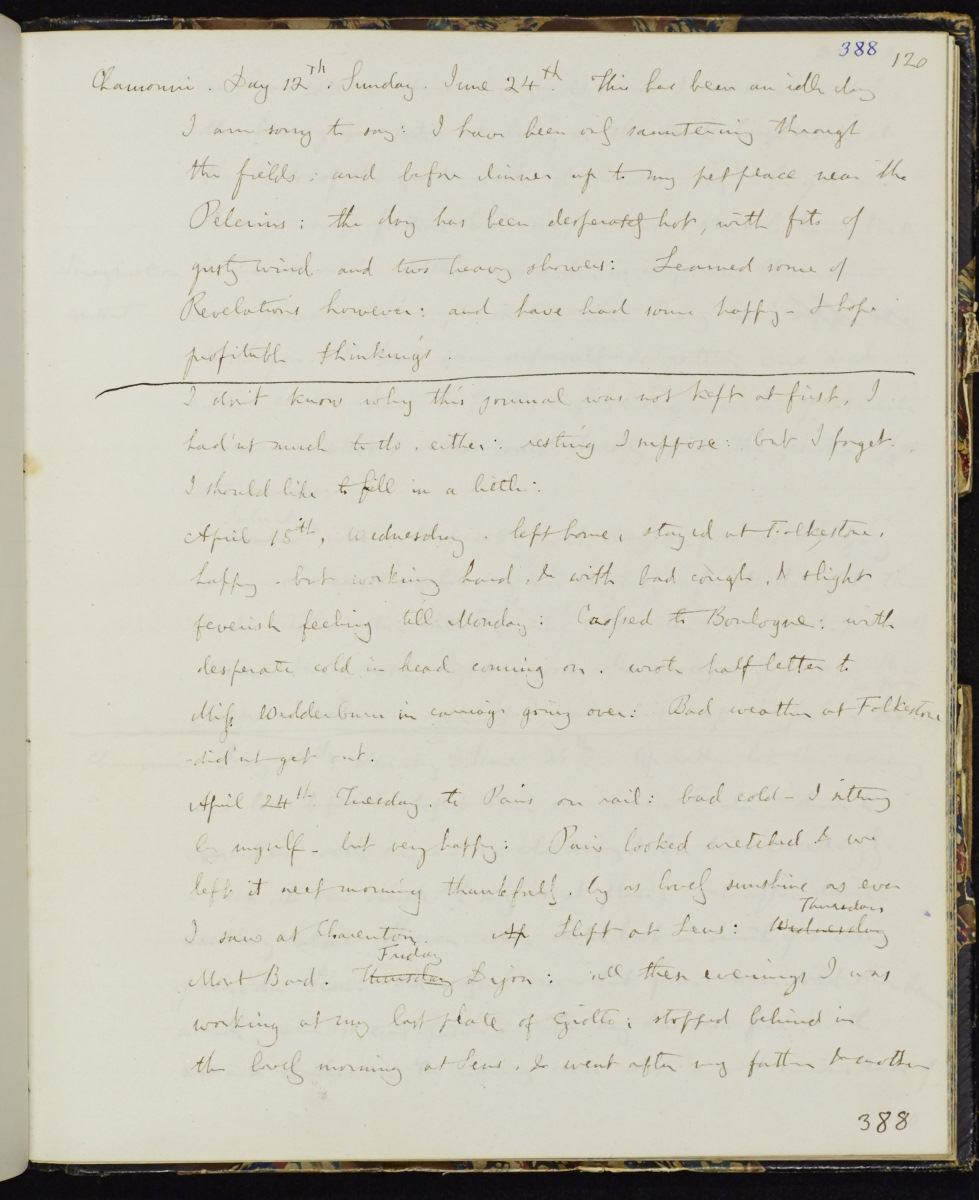 388 120
Chamouni. Day 12th. Sunday. June 24th. This has been an idle day
I am sorry to say: I have been only sauntering through
the fields: and before dinner up to my pet place near the
Pelerins: the day has been desperately hot, with fits of
gusty wind and two heavy showers: Learned some of
Revelations however: and have had some happy - I hope
profitable thinkings.
I don't know why this journal was not kept at first, I
had'nt much to do, either: resting I suppose: but I forget.
I should like to fill in a little:
April 18th, Wednesday. left home, stayed at Folkestone,
happy - but working hard, & with bad cough, & slight
feverish feeling till Monday: Crossed to Boulogne: with
desperate cold in head coming on. wrote half letter to
Miss Wedderburn in carriage going over: Bad weather at Folkestone
-did'nt get out.
April 24th Tuesday. to Paris on rail: bad cold - I sitting
by myself - but very happy: Paris looked wretched & we
left it next morning thankfully. by as lovely sunshine as ever
I saw at Charenton. Ap Slept at Sens: Wednesday Thursday
Mont Bard. Thursday Friday Dijon: all these evenings I was
working at my last plate of Giotto; stopped behind in
the lovely morning at Sens, & went after my father & mother
388